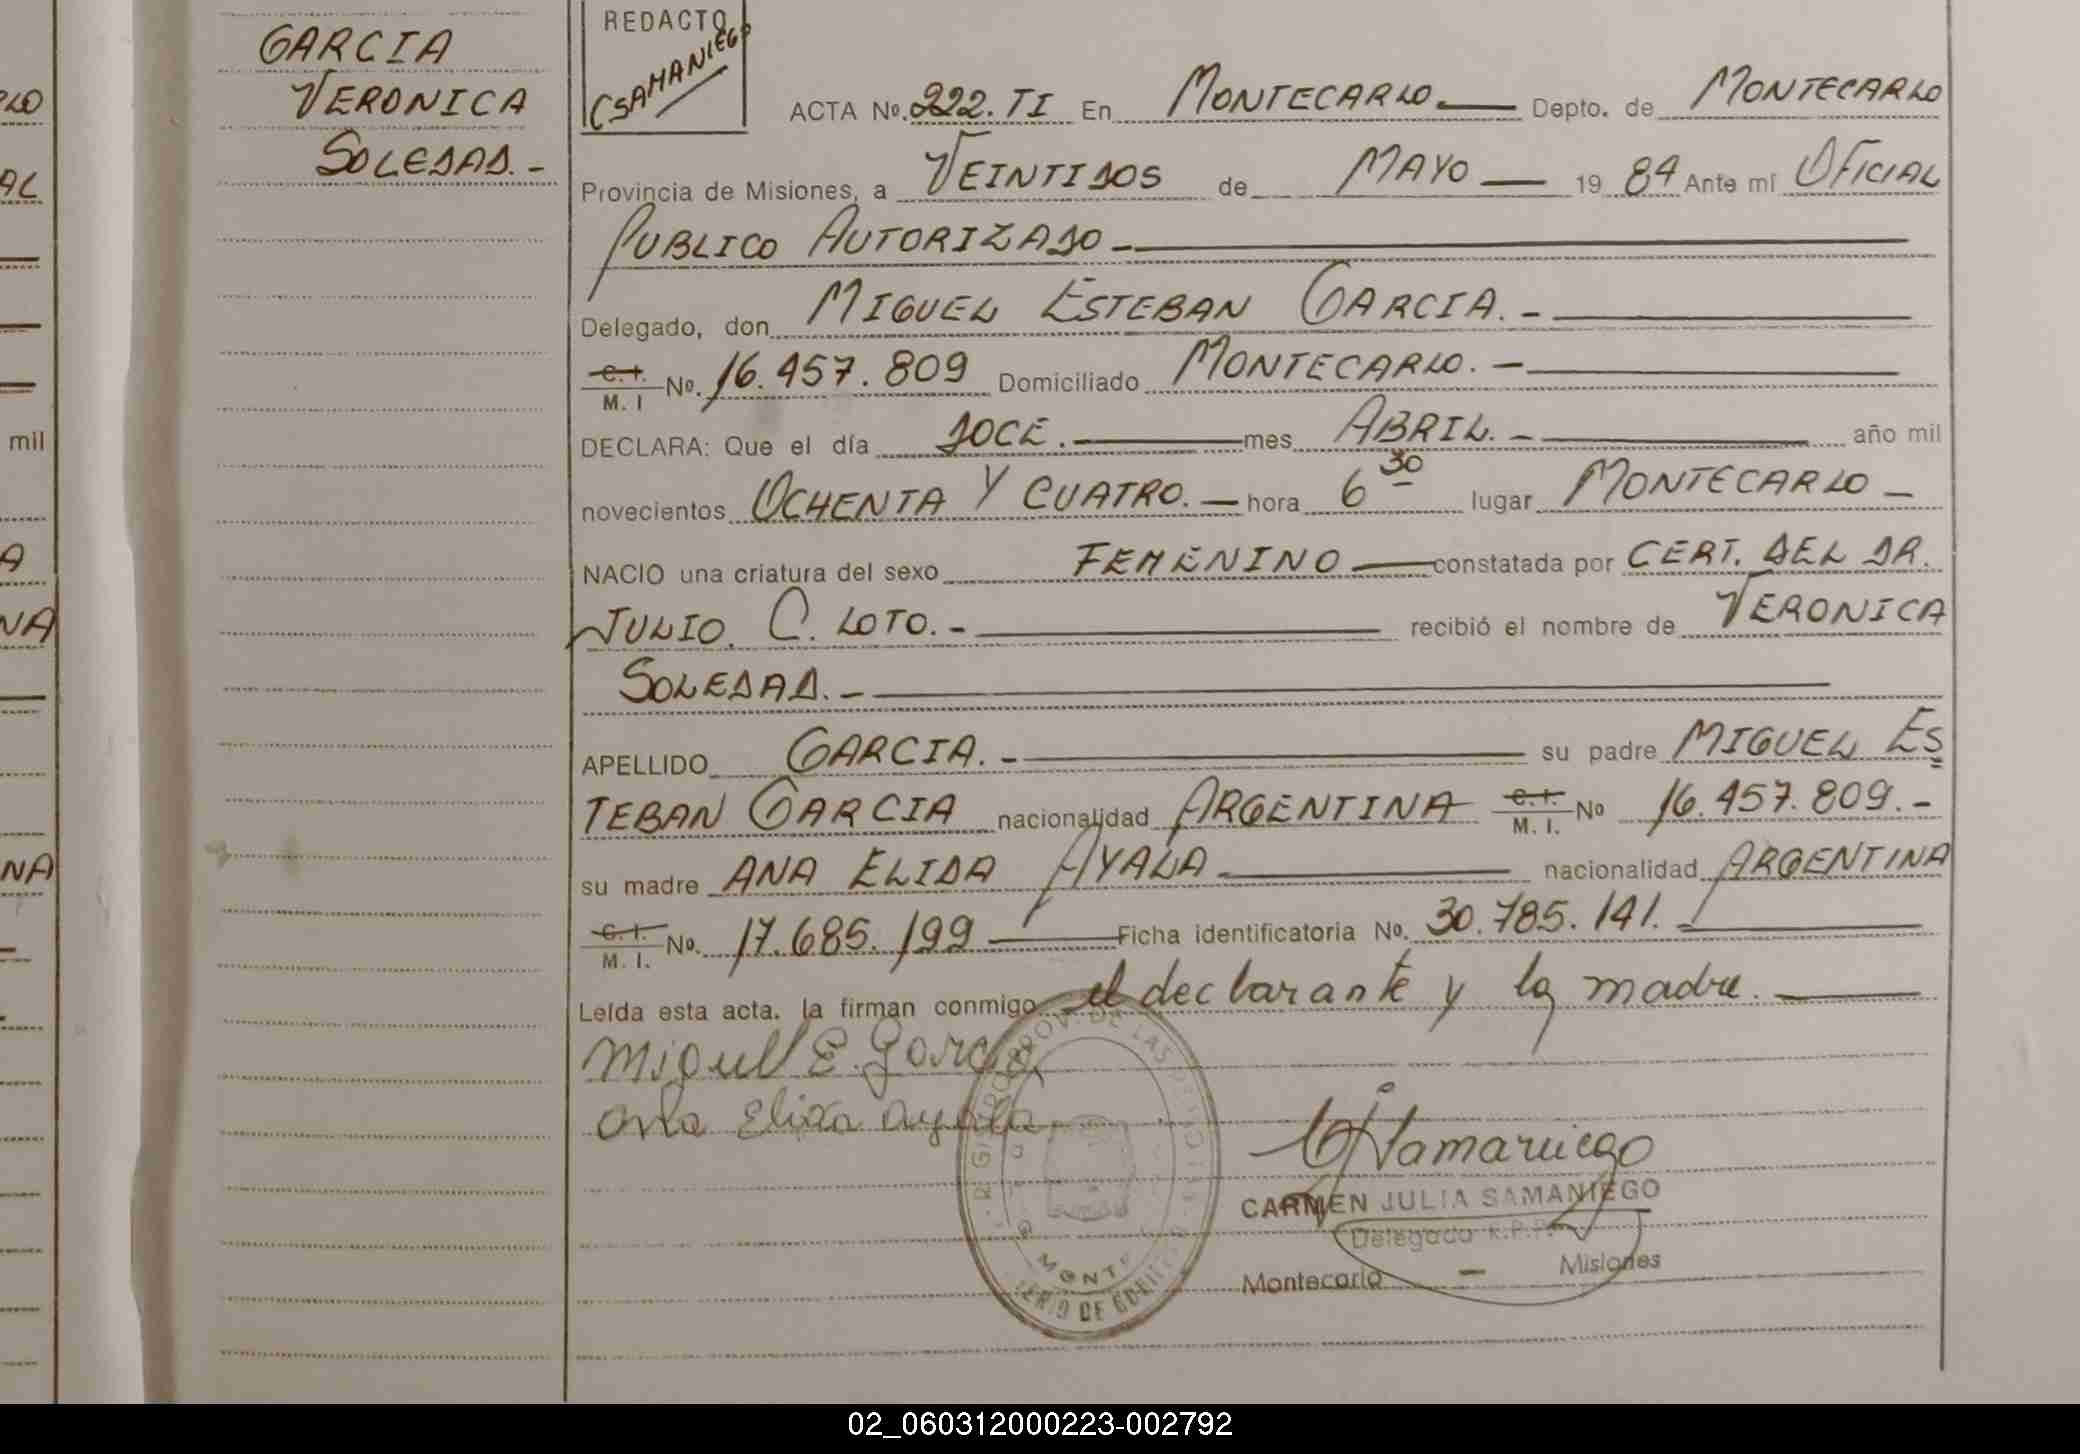 GARCIA
VERONICA
SOLEDAD.-
REDACTO
CSAMANIEGO
ACTA No. 222. TI En MONTECARLO Depto. de MONTECARLO
Provincia de Misiones, a VEINTIDOS de MAYO 19 84 Ante mi OFICIAL
PUBLICO AUTORIZADO-
Delegado, don MIGUEL ESTEBAN GARCIA.-
C. I. M. I No. 16.457.809 Domiciliado MONTECARLO.-
DECLARA: Que el día DOCE. mes ABRIL.- año mil
novecientos OCHENTA Y CUATRO.- hora 6 30 lugar MONTECARLO-
NACIO una criatura del sexo FEMENINO constatada por CERT. DEL DR.
JULIO. C. LOTO.- recibió el nombre de VERONICA
SOLEDAD.-
APELLIDO GARCIA.- su padre MIGUEL ES
TEBAN GARCIA nacionalidad ARGENTINA C. I. M. I. No 16.457.809.-
su madre ANA ELIDA AYALA nacionalidad ARGENTINA
C. I. M. I. No. 17.685.199 Ficha identificatoria No. 30.785.141.-
Leída esta acta, la firman conmigo el declarante y la madre.
Miguel E. Garcia
Ana Elida Ayala
CSamaniego
CARMEN JULIA SAMANIEGO
Delegado R.P.P.
Montecarlo - Misiones
mil
02_060312000223-002792